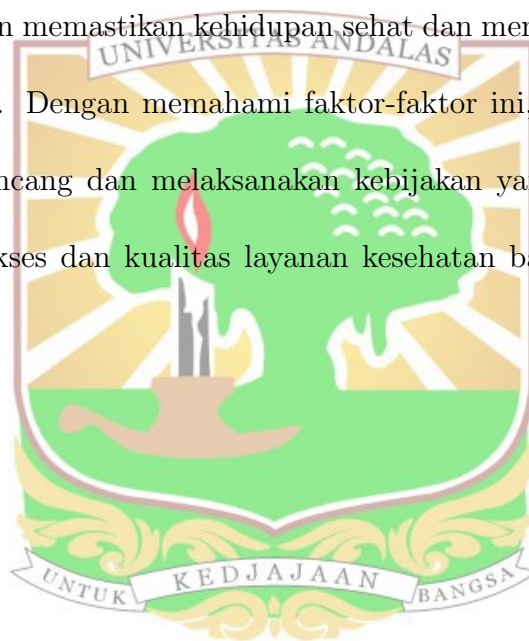 n memastikan kehidupan sehat dan mer
UNIVERSITAS ANDALAS
. Dengan memahami faktor-faktor ini,
ncang dan melaksanakan kebijakan ya
kses dan kualitas layanan kesehatan ba
UNTUK KEDJAJAAN BANGSA